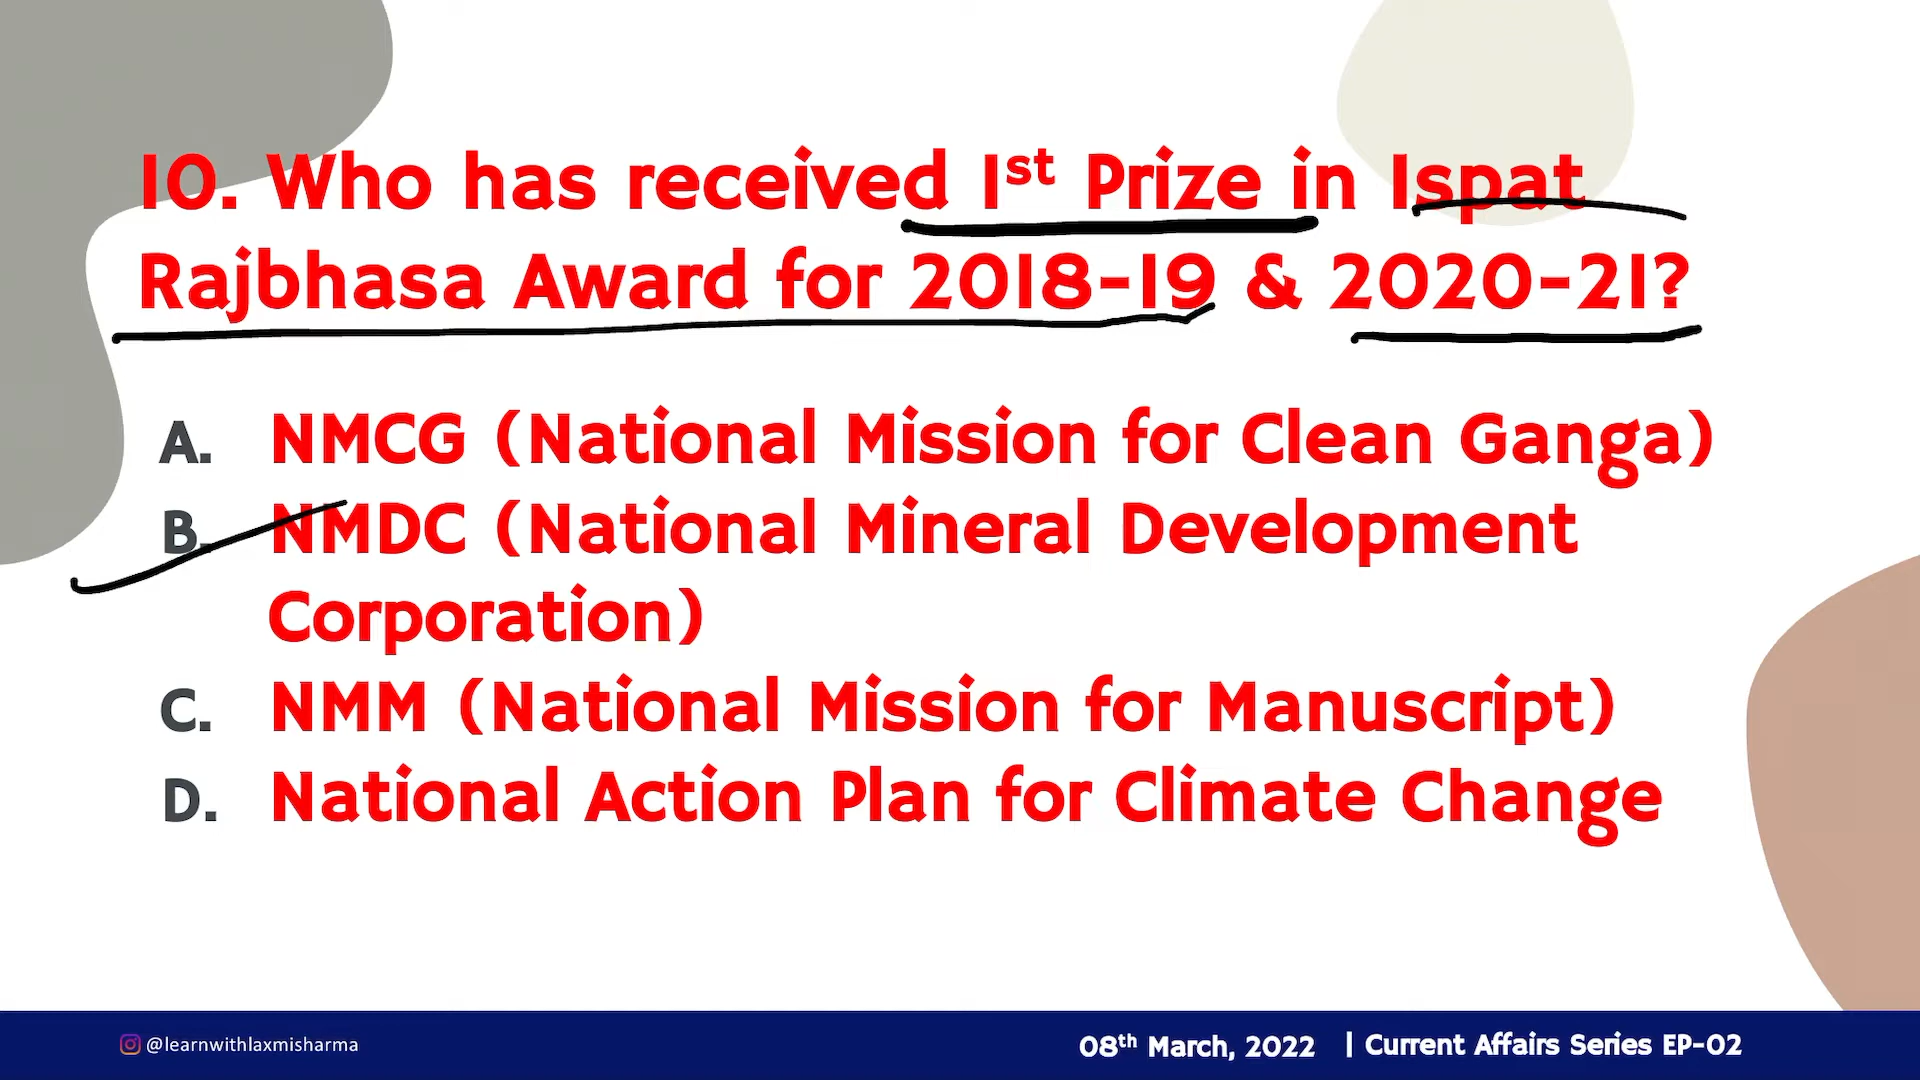 10. Who has received 1st Prize in Ispat
Rajbhasa Award for 2018-19 & 2020-21?
A. NMCG (National Mission for Clean Ganga)
B. NMDC (National Mineral Development
Corporation)
C. NMM (National Mission for Manuscript)
D. National Action Plan for Climate Change
@learnwithlaxmisharma
08th March, 2022 | Current Affairs Series EP-02